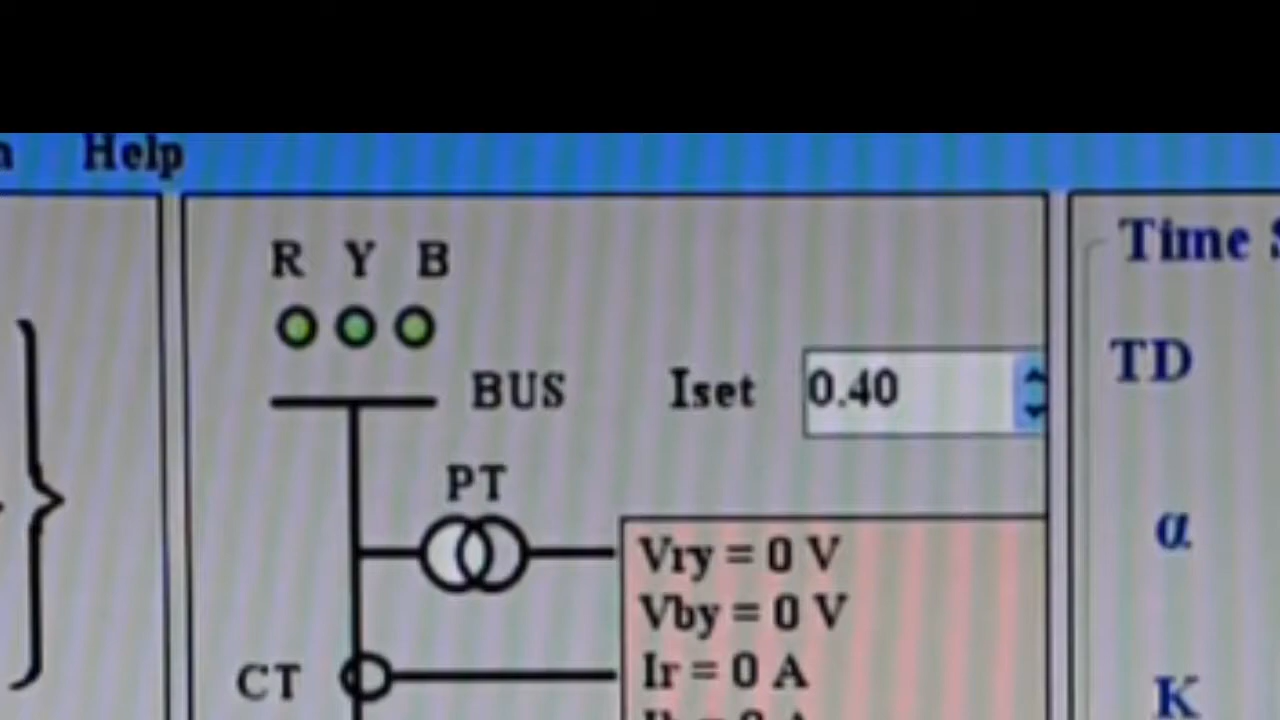 Help
R Y B
BUS
Iset 0.40
PT
Vry = 0 V
Vby = 0 V
CT
Ir = 0 A
Time
TD
α
K